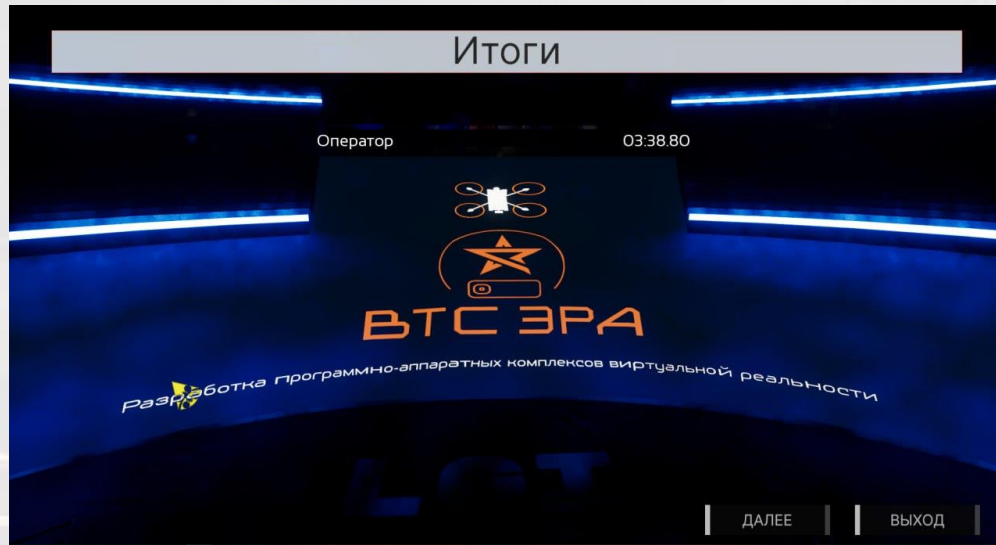 Итоги
Оператор 03:38.80
ВТС ЭРА
Разработка программно-аппаратных комплексов виртуальной реальности
ДАЛЕЕ ВЫХОД